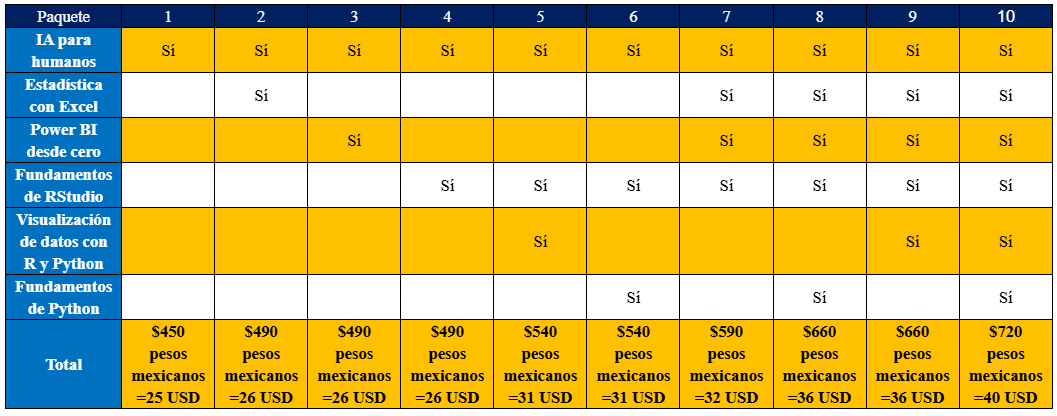 Paquete 1 2 3 4 5 6 7 8 9 10
IA para
humanos Sí Sí Sí Sí Sí Sí Sí Sí Sí Sí
Estadística
con Excel Sí Sí Sí Sí Sí
Power BI
desde cero Sí Sí Sí Sí Sí
Fundamentos
de RStudio Sí Sí Sí Sí Sí Sí Sí
Visualización
de datos con
R y Python Sí Sí Sí
Fundamentos
de Python Sí Sí Sí
Total
$450 $490 $490 $490 $540 $540 $590 $660 $660 $720
pesos pesos pesos pesos pesos pesos pesos pesos pesos pesos
mexicanos mexicanos mexicanos mexicanos mexicanos mexicanos mexicanos mexicanos mexicanos mexicanos
=25 USD =26 USD =26 USD =26 USD =31 USD =31 USD =32 USD =36 USD =36 USD =40 USD